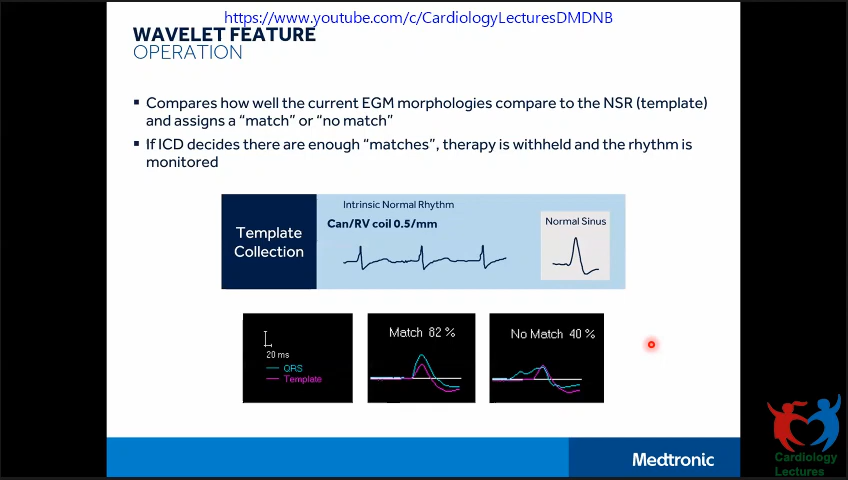 https://www.youtube.com/c/CardiologyLecturesDMDNB
WAVELET FEATURE
OPERATION
▪ Compares how well the current EGM morphologies compare to the NSR (template)
and assigns a “match” or “no match”
▪ If ICD decides there are enough “matches”, therapy is withheld and the rhythm is
monitored
Template
Collection
Intrinsic Normal Rhythm
Can/RV coil 0.5/mm
Normal Sinus
20 ms
QRS
Template
Match 82 %
No Match 40 %
Medtronic
Cardiology
Lectures